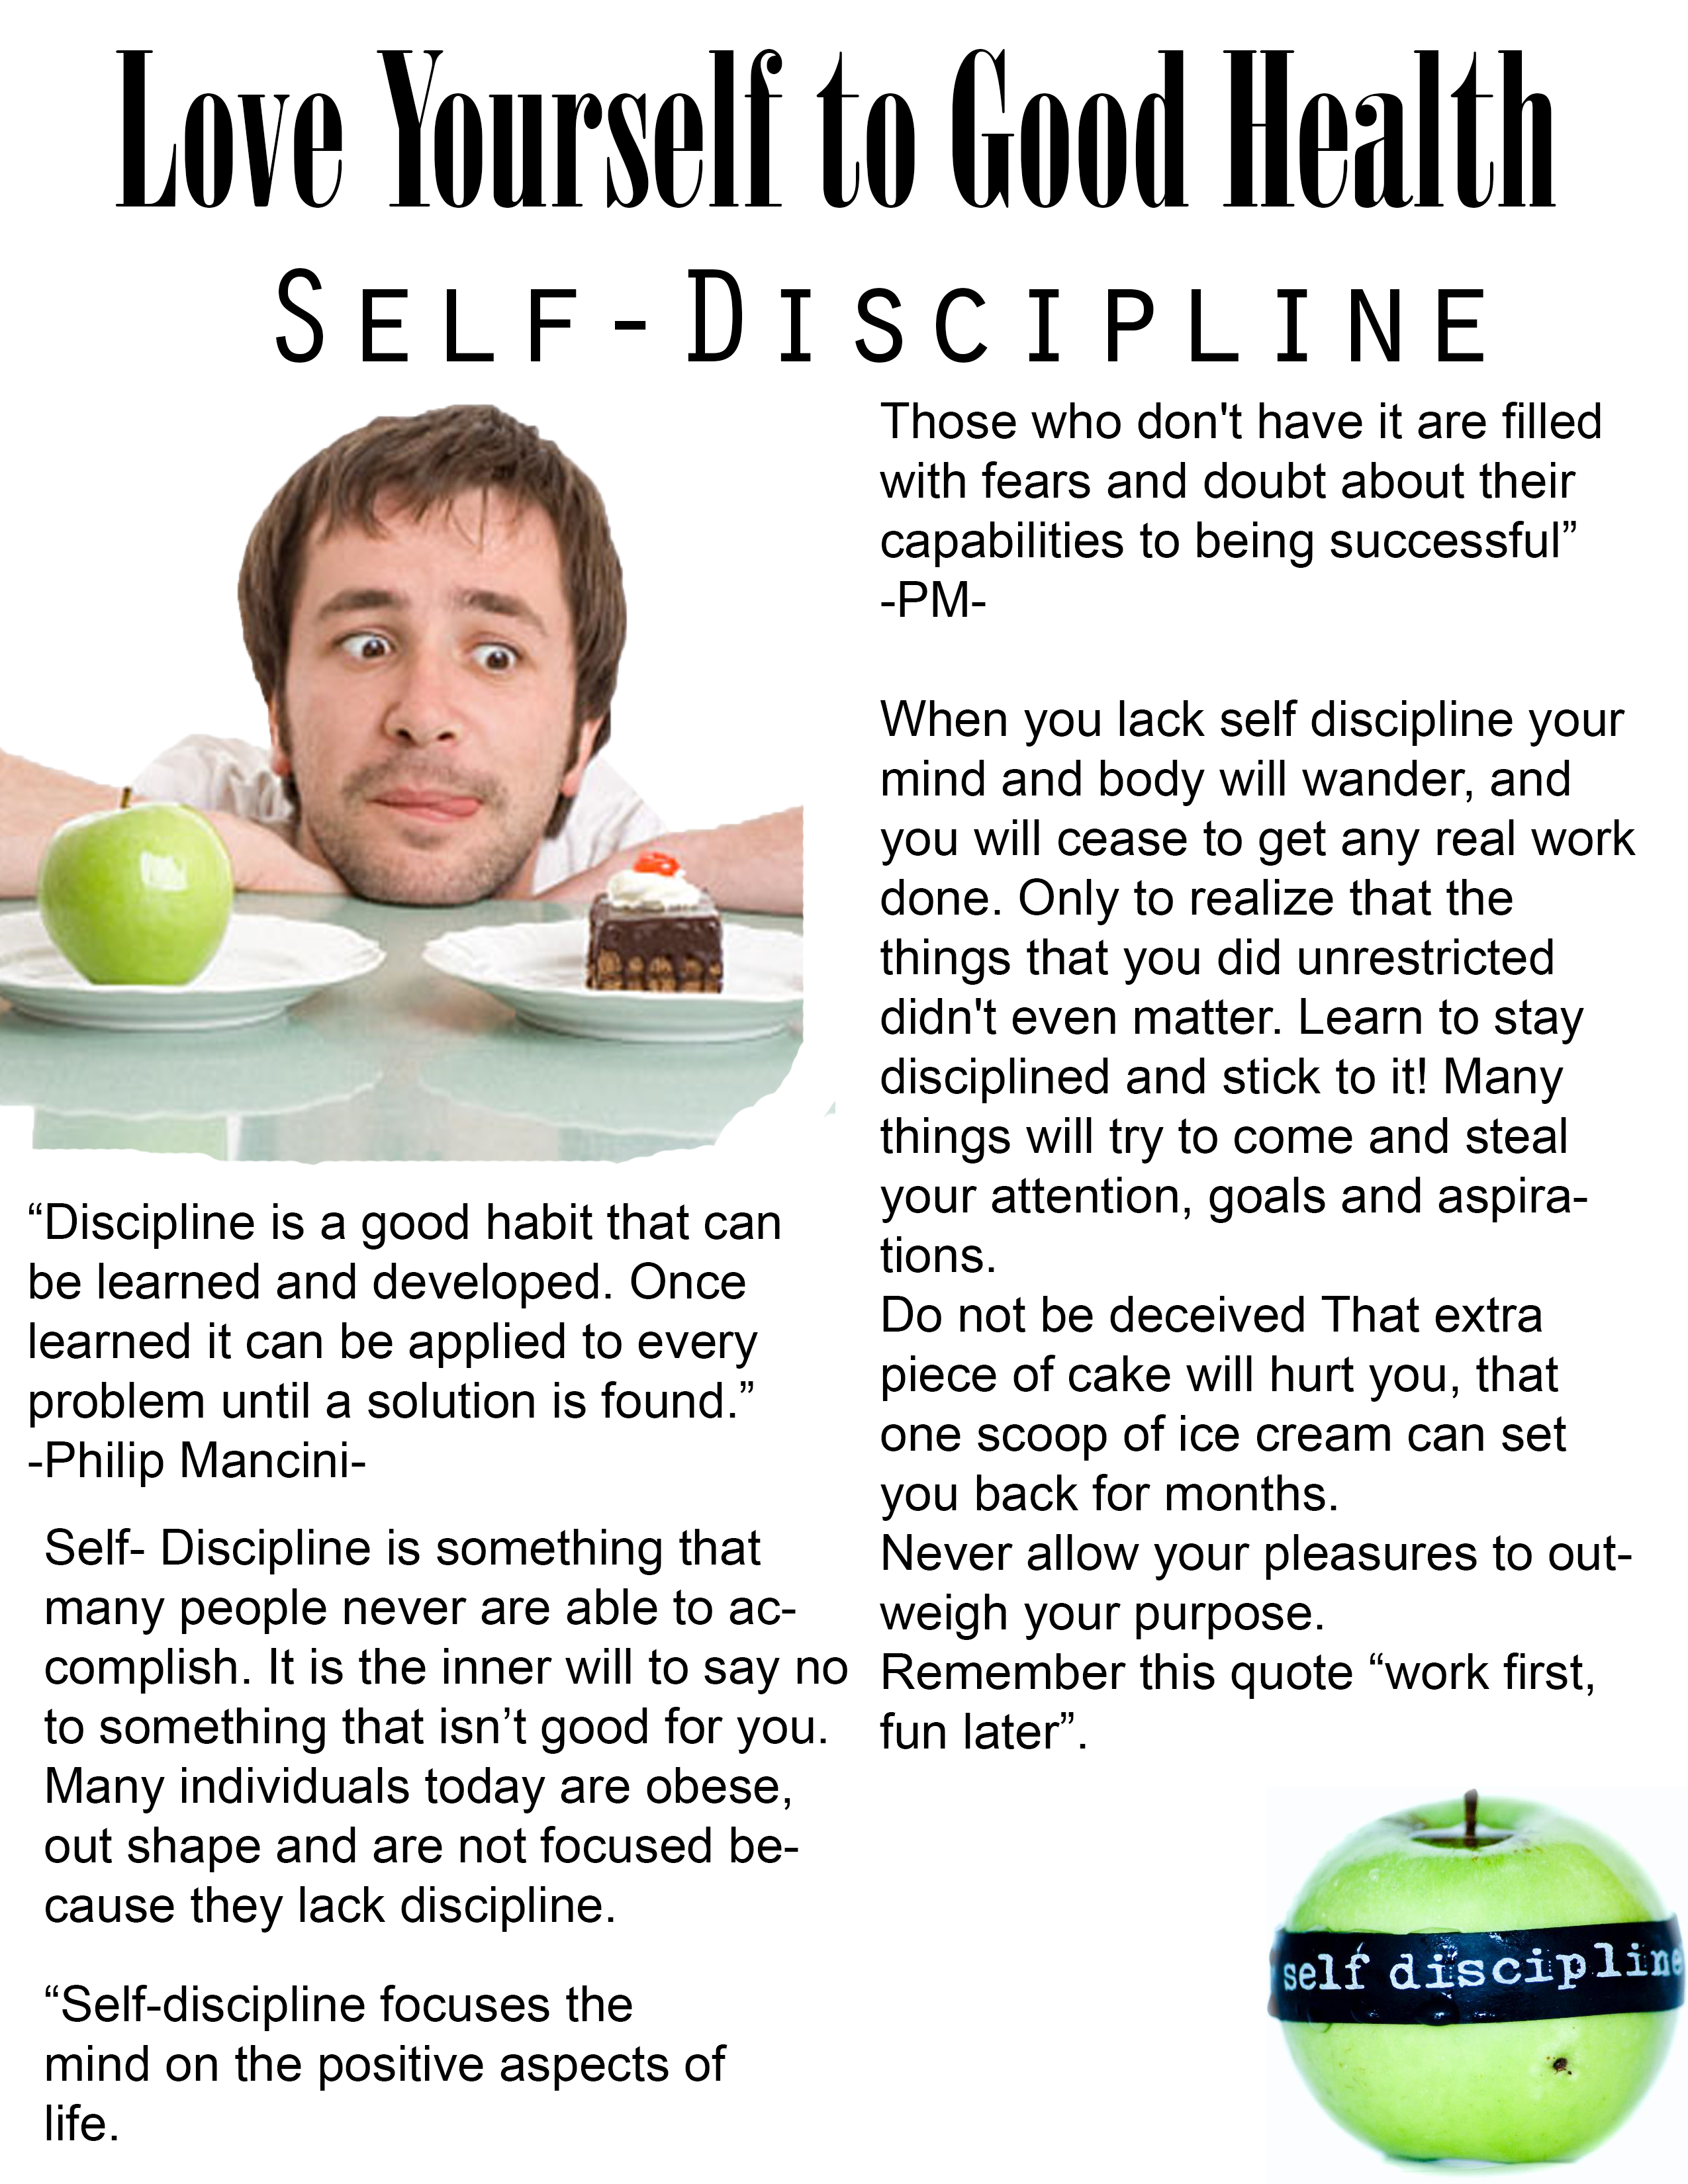 Love Yourself to Good Health
Self-Discipline
“Discipline is a good habit that can
be learned and developed. Once
learned it can be applied to every
problem until a solution is found.”
-Philip Mancini-
Self- Discipline is something that
many people never are able to ac-
complish. It is the inner will to say no
to something that isn’t good for you.
Many individuals today are obese,
out shape and are not focused be-
cause they lack discipline.
“Self-discipline focuses the
mind on the positive aspects of
life.
Those who don't have it are filled
with fears and doubt about their
capabilities to being successful”
-PM-
When you lack self discipline your
mind and body will wander, and
you will cease to get any real work
done. Only to realize that the
things that you did unrestricted
didn't even matter. Learn to stay
disciplined and stick to it! Many
things will try to come and steal
your attention, goals and aspira-
tions.
Do not be deceived That extra
piece of cake will hurt you, that
one scoop of ice cream can set
you back for months.
Never allow your pleasures to out-
weigh your purpose.
Remember this quote “work first,
fun later”.
self discipline